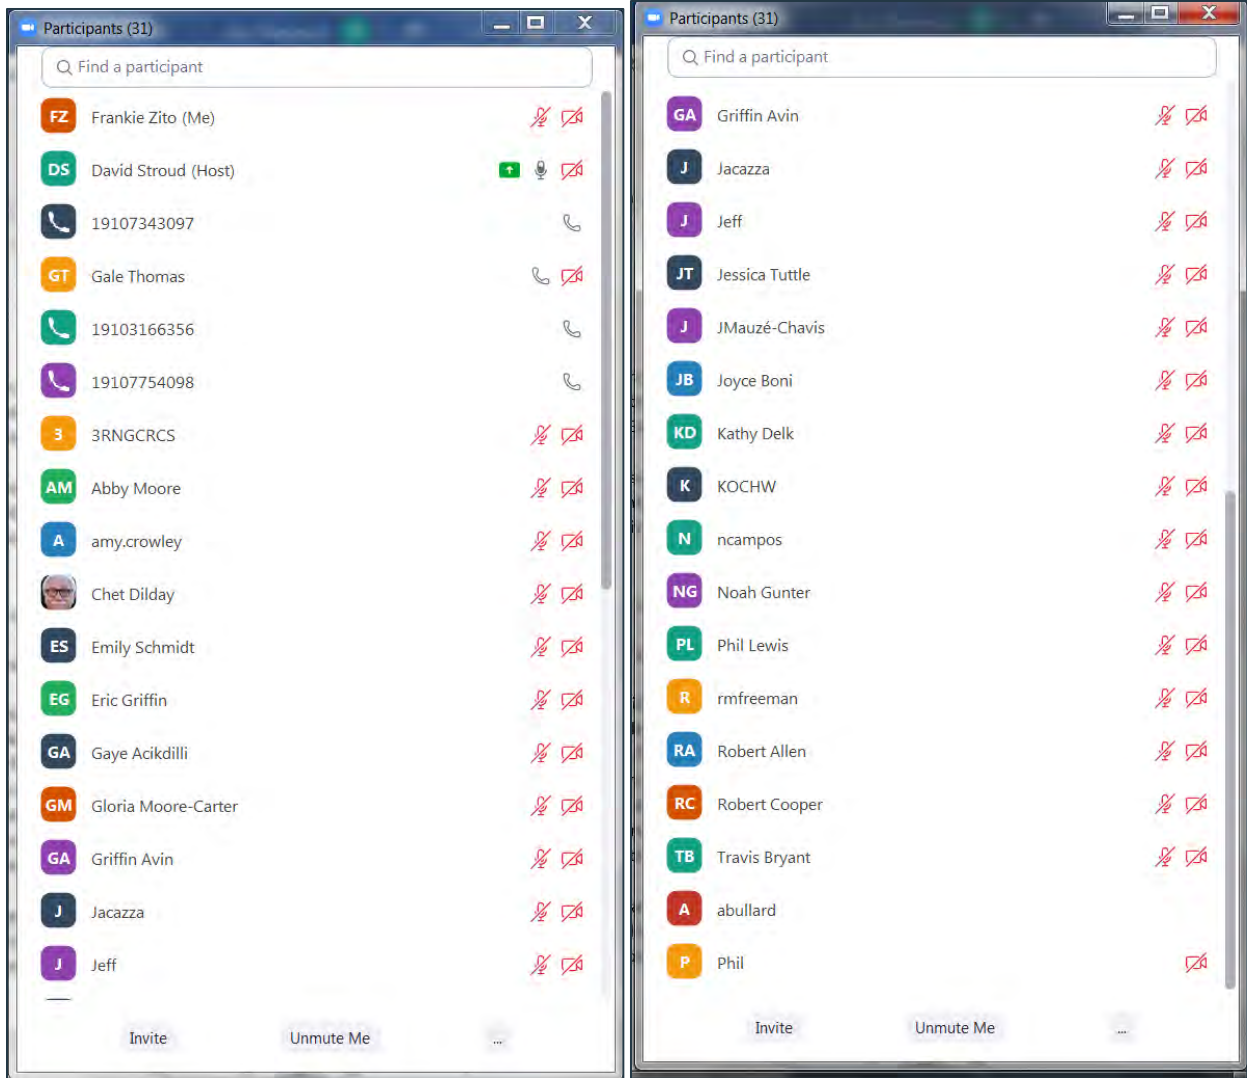 Participants (31)
Find a participant
FZ Frankie Zito (Me)
DS David Stroud (Host)
19107343097
GT Gale Thomas
19103166356
19107754098
3 3RNGCRCS
AM Abby Moore
A amy.crowley
Chet Dilday
ES Emily Schmidt
EG Eric Griffin
GA Gaye Acikdilli
GM Gloria Moore-Carter
GA Griffin Avin
J Jacazza
J Jeff
Invite Unmute Me ...
Participants (31)
Find a participant
GA Griffin Avin
J Jacazza
J Jeff
JT Jessica Tuttle
J JMauzé-Chavis
JB Joyce Boni
KD Kathy Delk
K KOCHW
N ncampos
NG Noah Gunter
PL Phil Lewis
R rmfreeman
RA Robert Allen
RC Robert Cooper
TB Travis Bryant
A abullard
P Phil
Invite Unmute Me ...